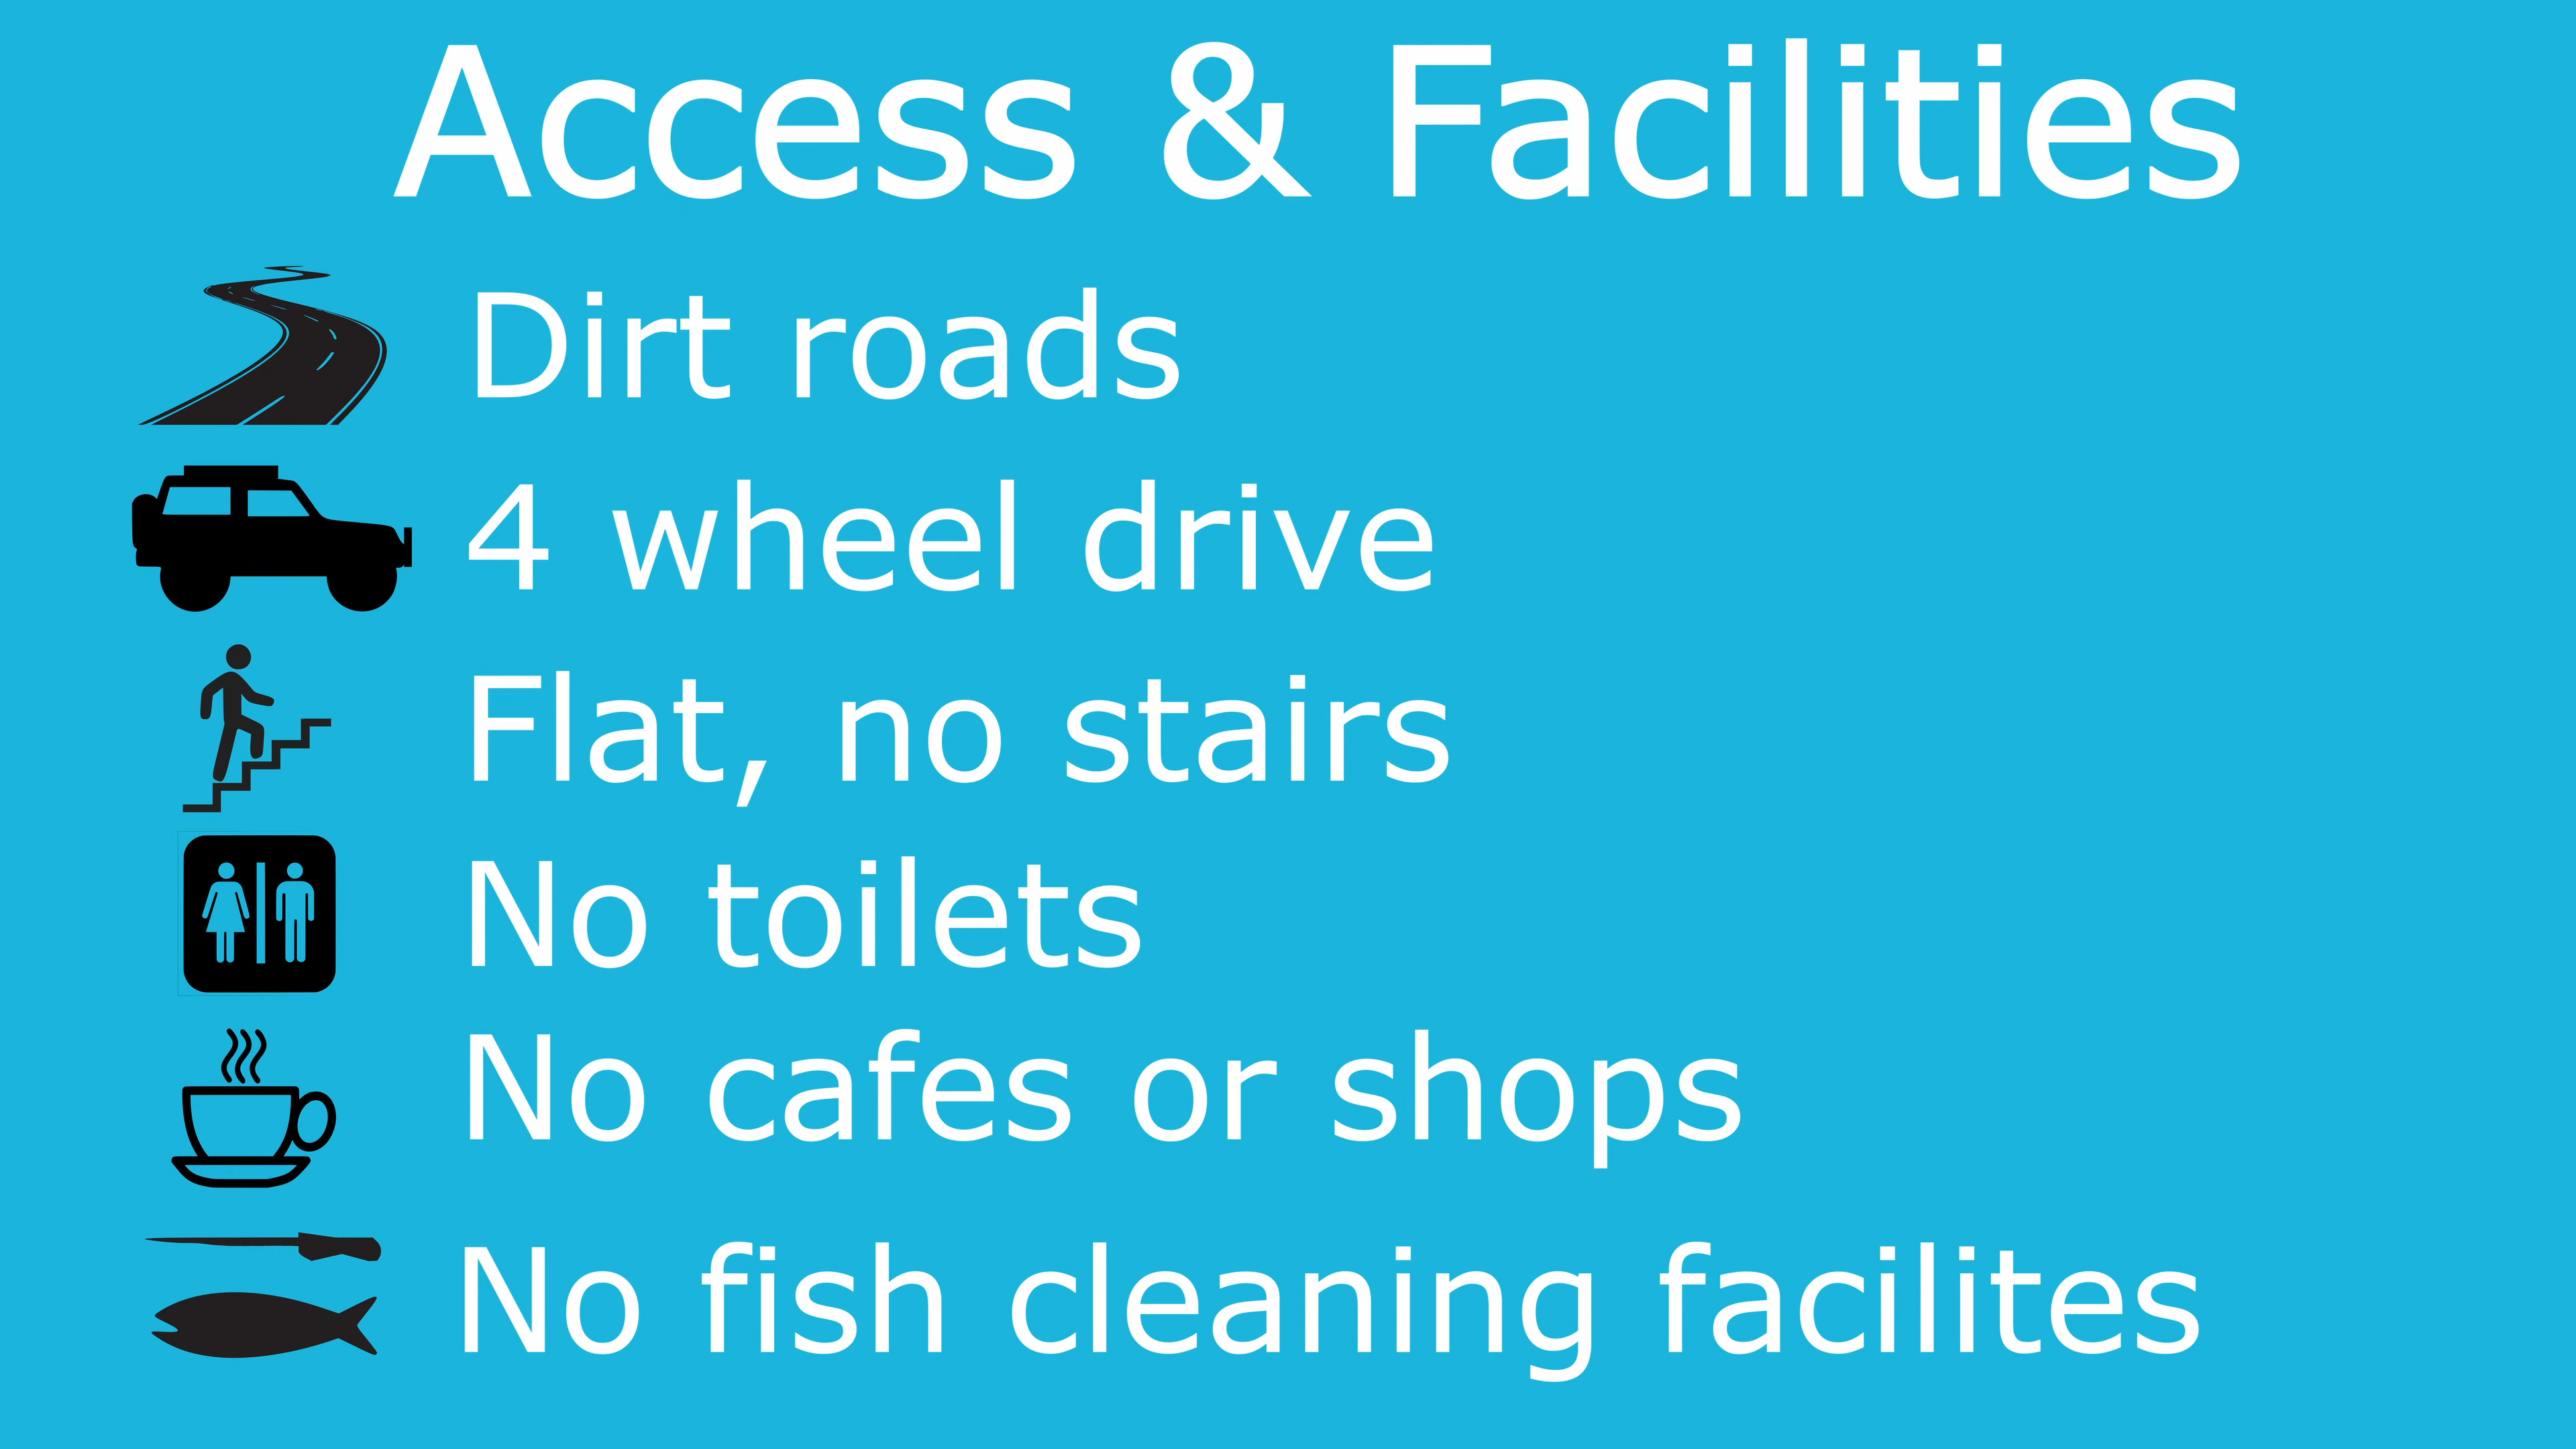 Access & Facilities
Dirt roads
4 wheel drive
Flat, no stairs
No toilets
No cafes or shops
No fish cleaning facilites